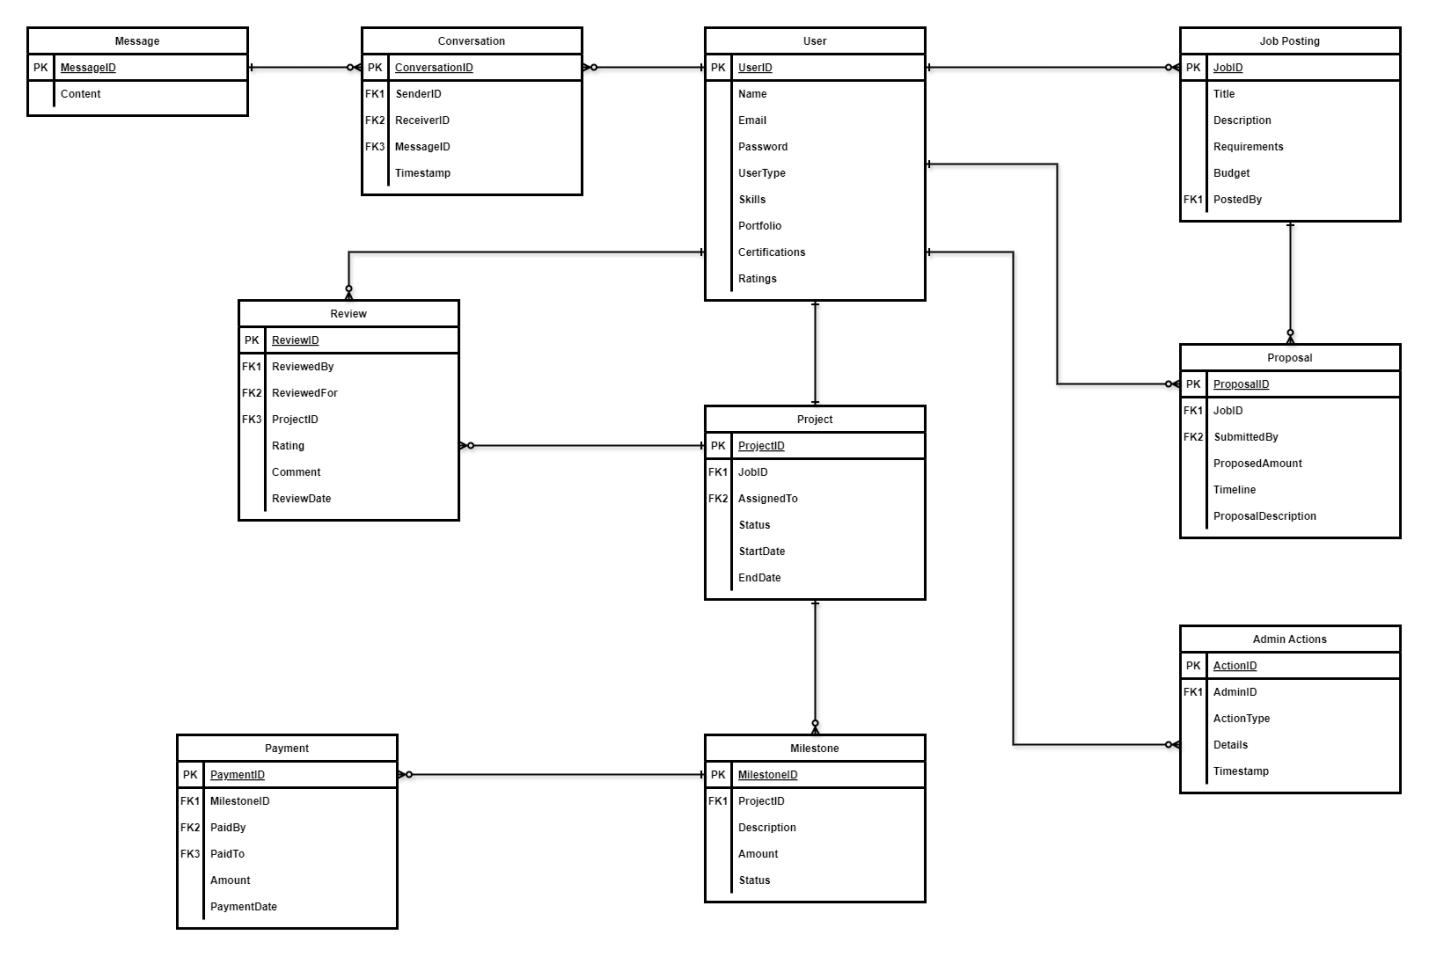 Message
PK MessageID
Content
Conversation
PK ConversationID
FK1 SenderID
FK2 ReceiverID
FK3 MessageID
Timestamp
User
PK UserID
Name
Email
Password
UserType
Skills
Portfolio
Certifications
Ratings
Job Posting
PK JobID
Title
Description
Requirements
Budget
FK1 PostedBy
Review
PK ReviewID
FK1 ReviewedBy
FK2 ReviewedFor
FK3 ProjectID
Rating
Comment
ReviewDate
Project
PK ProjectID
FK1 JobID
FK2 AssignedTo
Status
StartDate
EndDate
Proposal
PK ProposalID
FK1 JobID
FK2 SubmittedBy
ProposedAmount
Timeline
ProposalDescription
Admin Actions
PK ActionID
FK1 AdminID
ActionType
Details
Timestamp
Payment
PK PaymentID
FK1 MilestoneID
FK2 PaidBy
FK3 PaidTo
Amount
PaymentDate
Milestone
PK MilestoneID
FK1 ProjectID
Description
Amount
Status